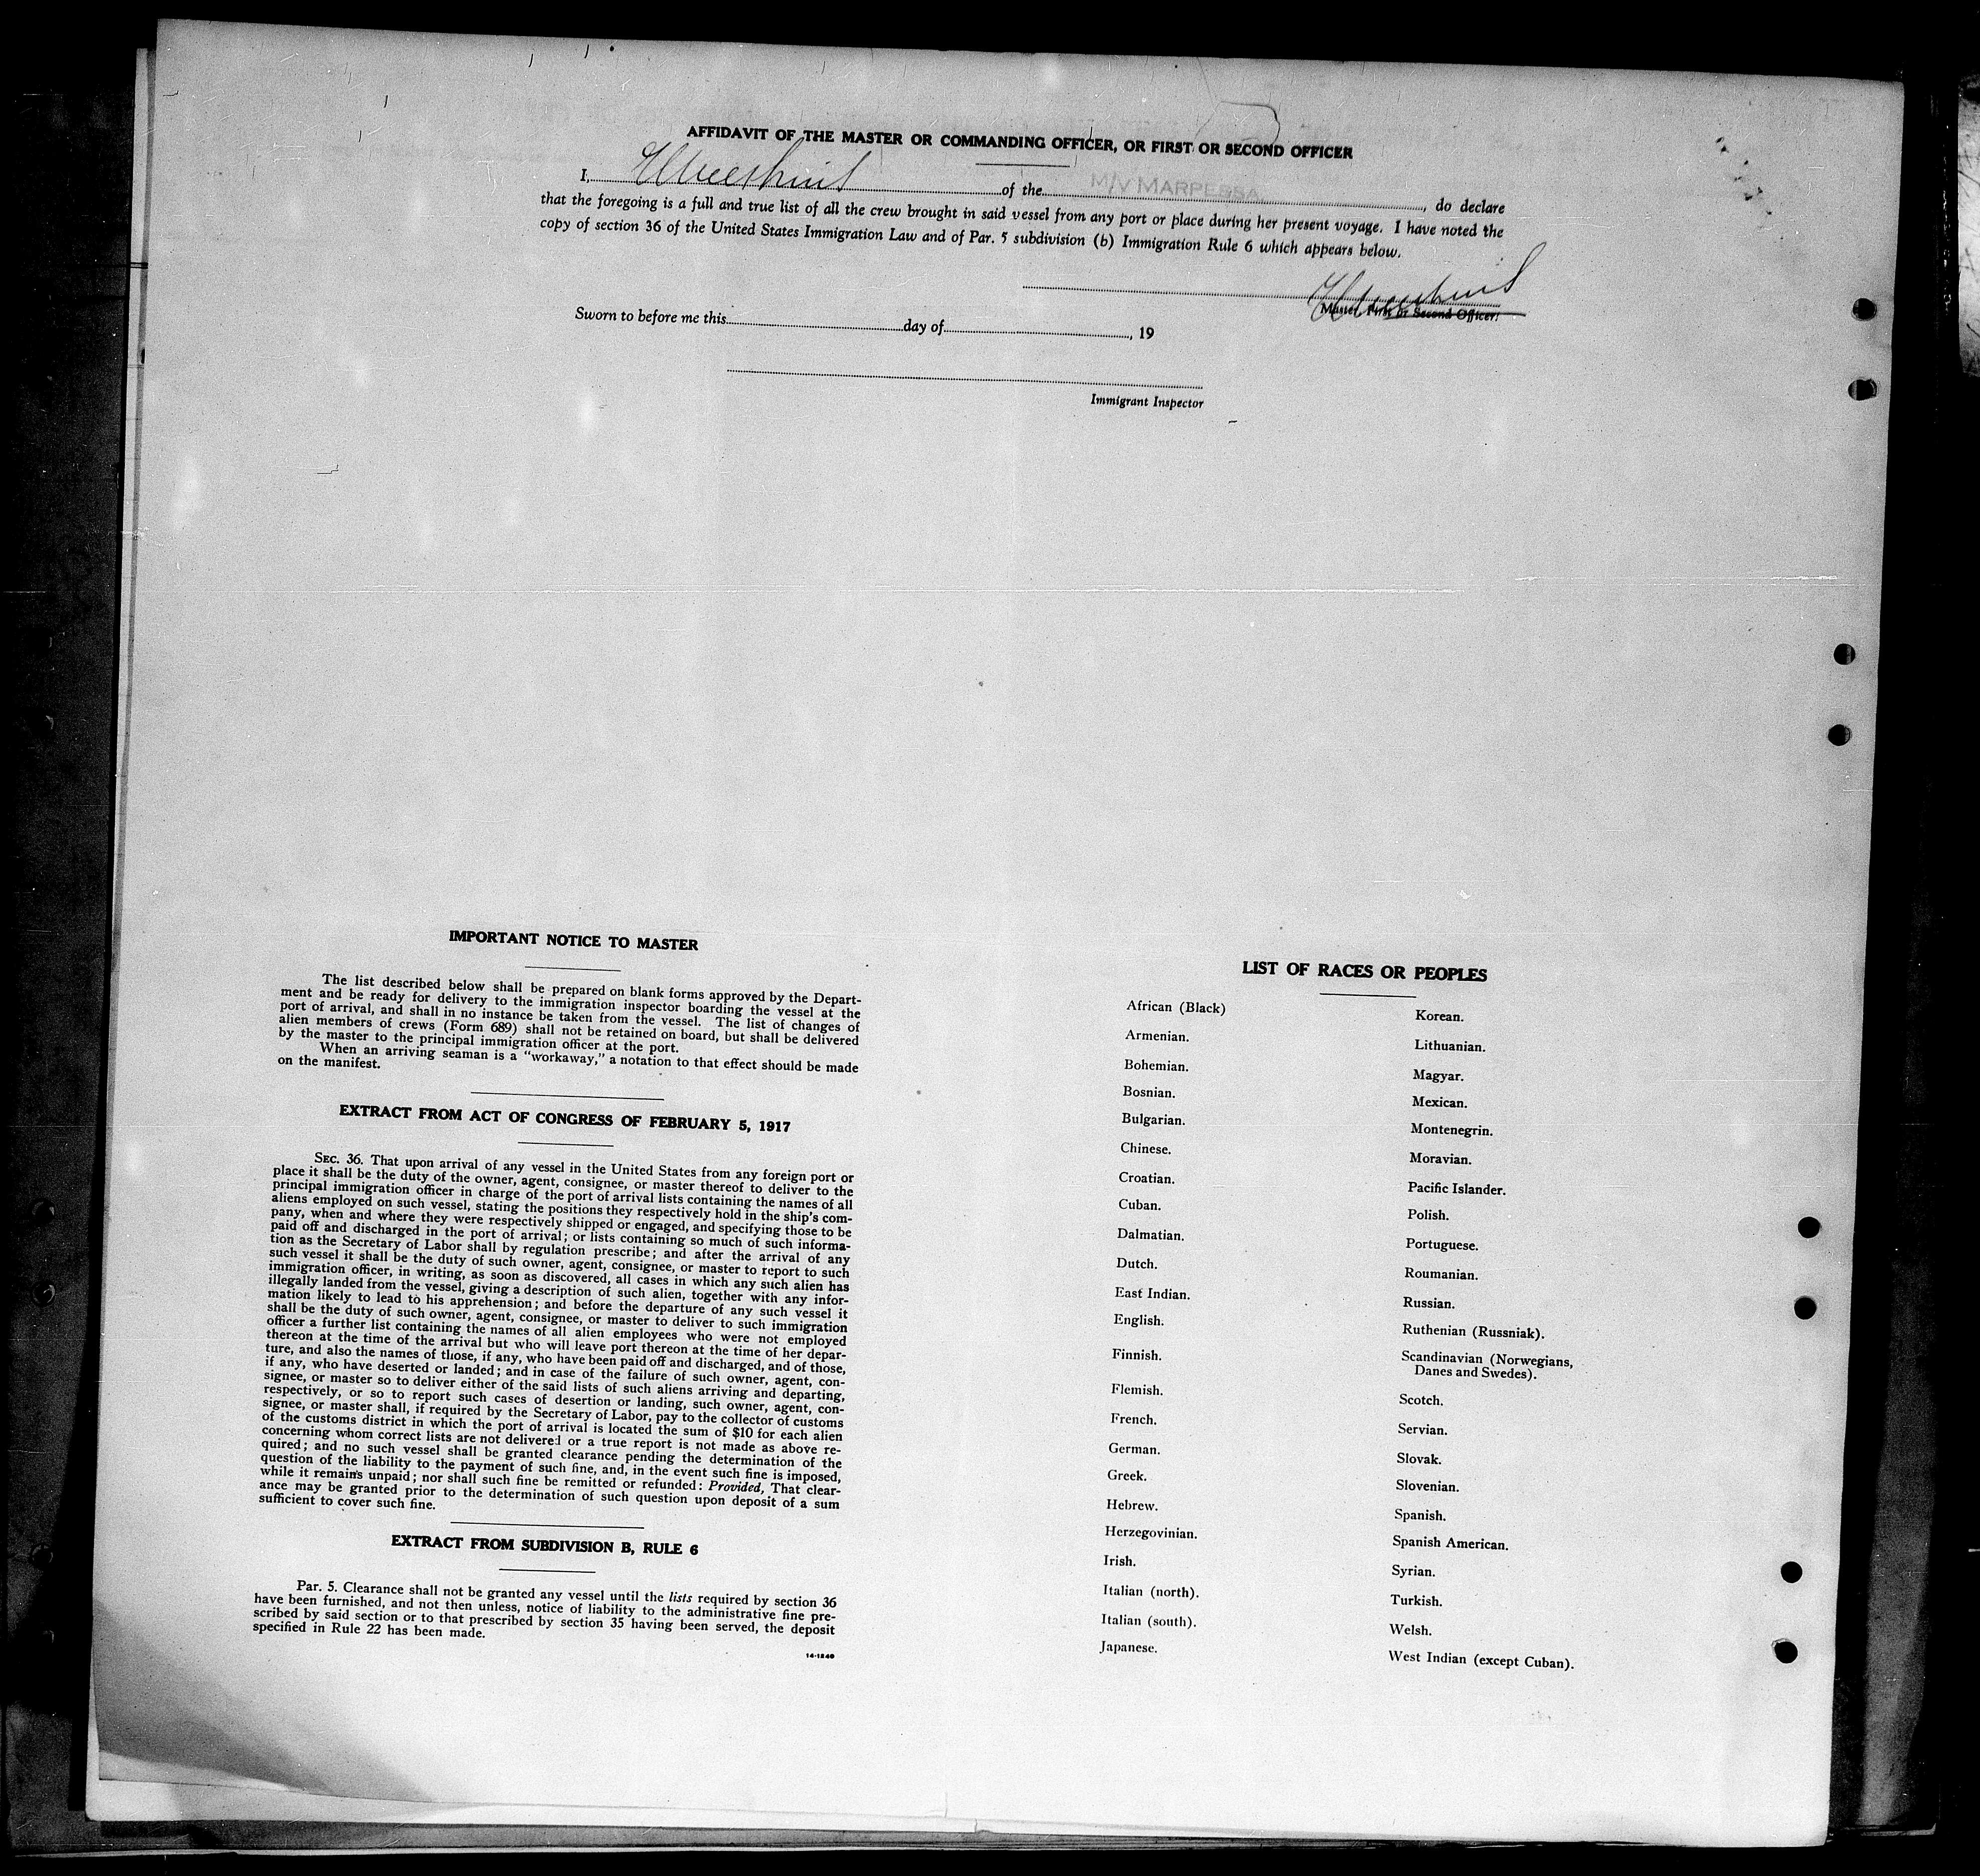 AFFIDAVIT OF THE MASTER OR COMMANDING OFFICER, OR FIRST OR SECOND OFFICER
I, of the M/V MARPESSA, do declare
that the foregoing is a full and true list of all the crew brought in said vessel from any port or place during her present voyage. I have noted the
copy of section 36 of the United States Immigration Law and of Par. 5 subdivision (b) Immigration Rule 6 which appears below.
Master, First or Second Officer.
Sworn to before me this day of , 19
Immigrant Inspector
IMPORTANT NOTICE TO MASTER
The list described below shall be prepared on blank forms approved by the Depart-
ment and be ready for delivery to the immigration inspector boarding the vessel at the
port of arrival, and shall in no instance be taken from the vessel. The list of changes of
alien members of crews (Form 689) shall not be retained on board, but shall be delivered
by the master to the principal immigration officer at the port.
When an arriving seaman is a "workaway," a notation to that effect should be made
on the manifest.
EXTRACT FROM ACT OF CONGRESS OF FEBRUARY 5, 1917
SEC. 36. That upon arrival of any vessel in the United States from any foreign port or
place it shall be the duty of the owner, agent, consignee, or master thereof to deliver to the
principal immigration officer in charge of the port of arrival lists containing the names of all
aliens employed on such vessel, stating the positions they respectively hold in the ship's com-
pany, when and where they were respectively shipped or engaged, and specifying those to be
paid off and discharged in the port of arrival; or lists containing so much of such informa-
tion as the Secretary of Labor shall by regulation prescribe; and after the arrival of any
such vessel it shall be the duty of such owner, agent, consignee, or master to report to such
immigration officer, in writing, as soon as discovered, all cases in which any such alien has
illegally landed from the vessel, giving a description of such alien, together with any infor-
mation likely to lead to his apprehension; and before the departure of any such vessel it
shall be the duty of such owner, agent, consignee, or master to deliver to such immigration
officer a further list containing the names of all alien employees who were not employed
thereon at the time of the arrival but who will leave port thereon at the time of her depar-
ture, and also the names of those, if any, who have been paid off and discharged, and of those,
if any, who have deserted or landed; and in case of the failure of such owner, agent, con-
signee, or master so to deliver either of the said lists of such aliens arriving and departing,
respectively, or so to report such cases of desertion or landing, such owner, agent, con-
signee, or master shall, if required by the Secretary of Labor, pay to the collector of customs
of the customs district in which the port of arrival is located the sum of $10 for each alien
concerning whom correct lists are not delivered or a true report is not made as above re-
quired; and no such vessel shall be granted clearance pending the determination of the
question of the liability to the payment of such fine, and, in the event such fine is imposed,
while it remains unpaid; nor shall such fine be remitted or refunded: Provided, That clear-
ance may be granted prior to the determination of such question upon deposit of a sum
sufficient to cover such fine.
EXTRACT FROM SUBDIVISION B, RULE 6
Par. 5. Clearance shall not be granted any vessel until the lists required by section 36
have been furnished, and not then unless, notice of liability to the administrative fine pre-
scribed by said section or to that prescribed by section 35 having been served, the deposit
specified in Rule 22 has been made.
14-1240
LIST OF RACES OR PEOPLES
African (Black)
Armenian.
Bohemian.
Bosnian.
Bulgarian.
Chinese.
Croatian.
Cuban.
Dalmatian.
Dutch.
East Indian.
English.
Finnish.
Flemish.
French.
German.
Greek.
Hebrew.
Herzegovinian.
Irish.
Italian (north).
Italian (south).
Japanese.
Korean.
Lithuanian.
Magyar.
Mexican.
Montenegrin.
Moravian.
Pacific Islander.
Polish.
Portuguese.
Roumanian.
Russian.
Ruthenian (Russniak).
Scandinavian (Norwegians,
Danes and Swedes).
Scotch.
Servian.
Slovak.
Slovenian.
Spanish.
Spanish American.
Syrian.
Turkish.
Welsh.
West Indian (except Cuban).